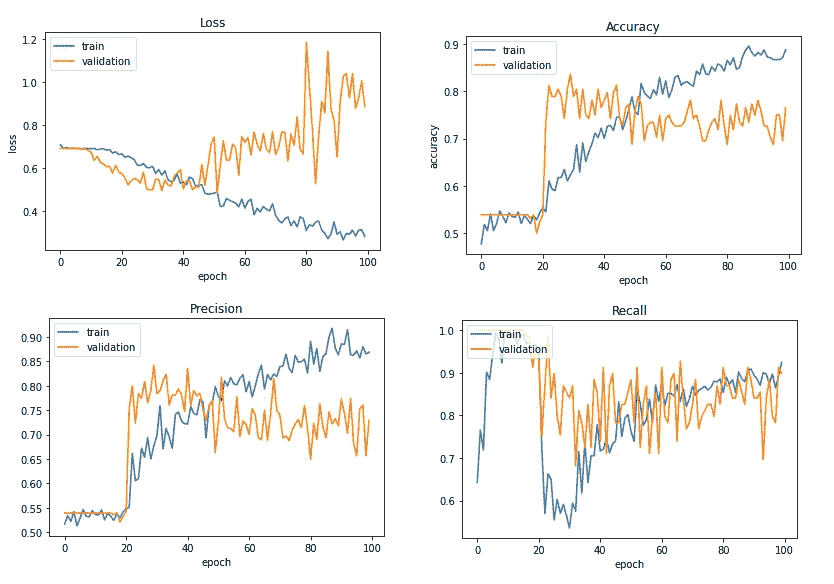 Loss
train
validation
1.2
1.0
0.8
0.6
0.4
loss
0 20 40 60 80 100
epoch
Accuracy
train
validation
0.9
0.8
0.7
0.6
0.5
accuracy
0 20 40 60 80 100
epoch
Precision
train
validation
0.90
0.85
0.80
0.75
0.70
0.65
0.60
0.55
0.50
0 20 40 60 80 100
epoch
Recall
train
validation
1.0
0.9
0.8
0.7
0.6
0 20 40 60 80 100
epoch